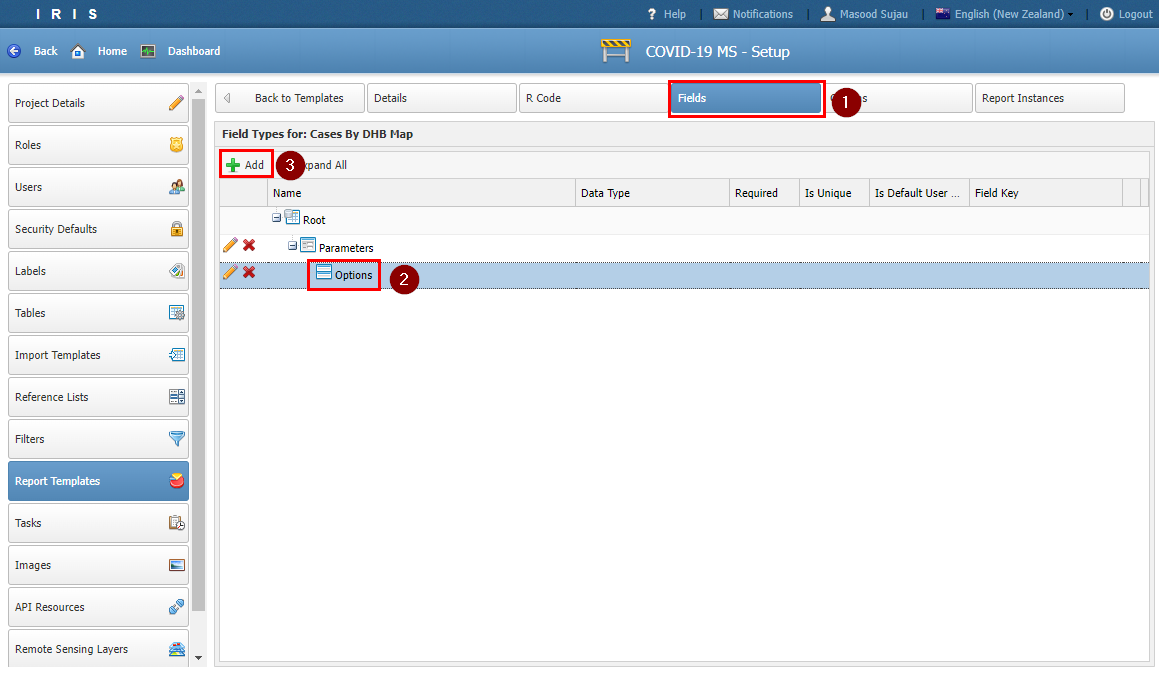 I R I S
Help | Notifications | Masood Sujau | English (New Zealand) | Logout
Back Home Dashboard
COVID-19 MS - Setup
Project Details
Roles
Users
Security Defaults
Labels
Tables
Import Templates
Reference Lists
Filters
Report Templates
Tasks
Images
API Resources
Remote Sensing Layers
Back to Templates Details R Code Fields 1 Report Instances
Field Types for: Cases By DHB Map
Add 3 xpand All
Name Data Type Required Is Unique Is Default User ... Field Key
Root
Parameters
Options 2